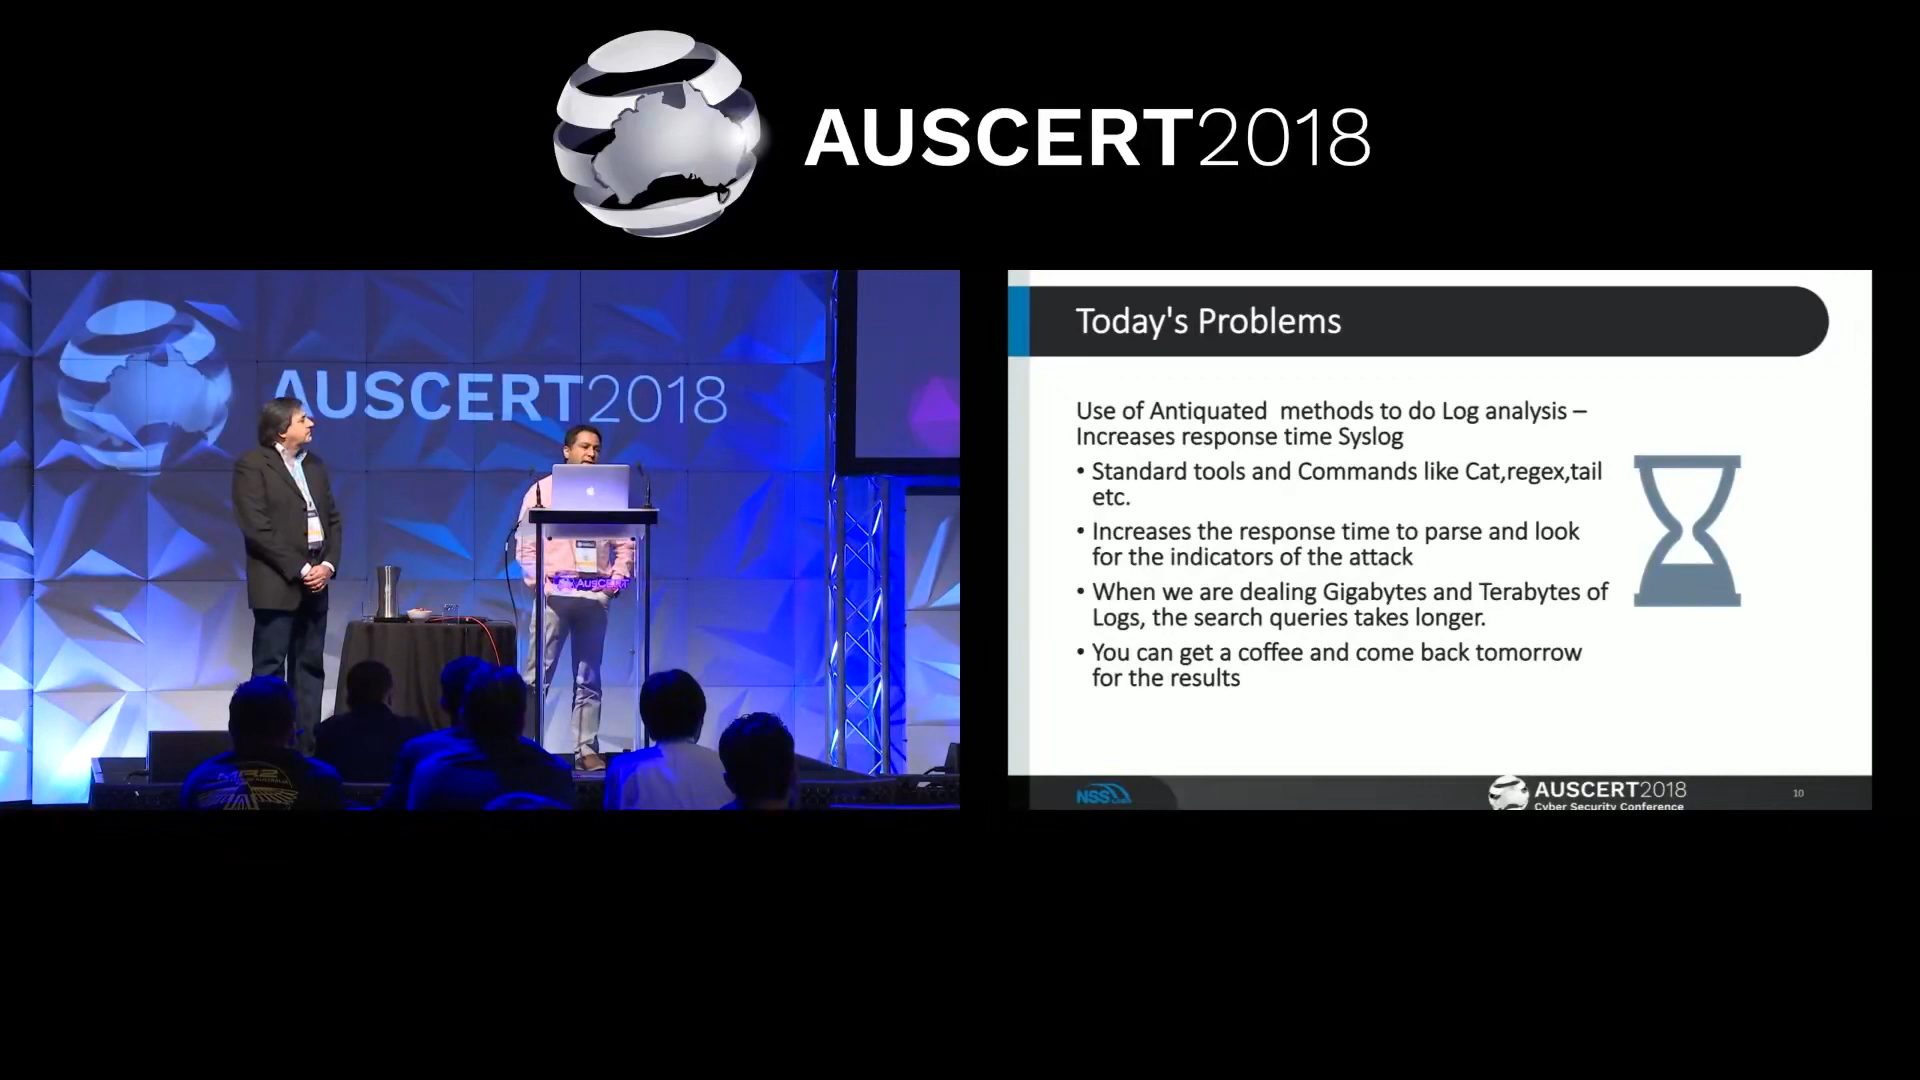 AUSCERT2018
AUSCERT2018
AUSCERT
MR2
Today's Problems
Use of Antiquated methods to do Log analysis –
Increases response time Syslog
• Standard tools and Commands like Cat,regex,tail
etc.
• Increases the response time to parse and look
for the indicators of the attack
• When we are dealing Gigabytes and Terabytes of
Logs, the search queries takes longer.
• You can get a coffee and come back tomorrow
for the results
NSS
AUSCERT2018
Cyber Security Conference
10